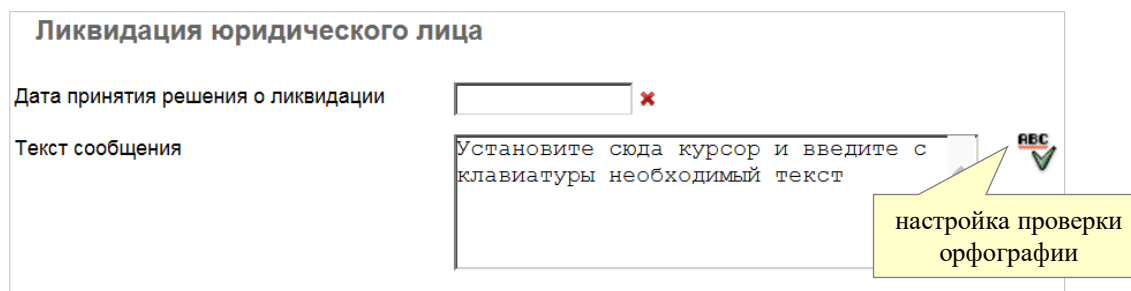 Ликвидация юридического лица
Дата принятия решения о ликвидации
Текст сообщения
Установите сюда курсор и введите с
клавиатуры необходимый текст
ABC
настройка проверки
орфографии